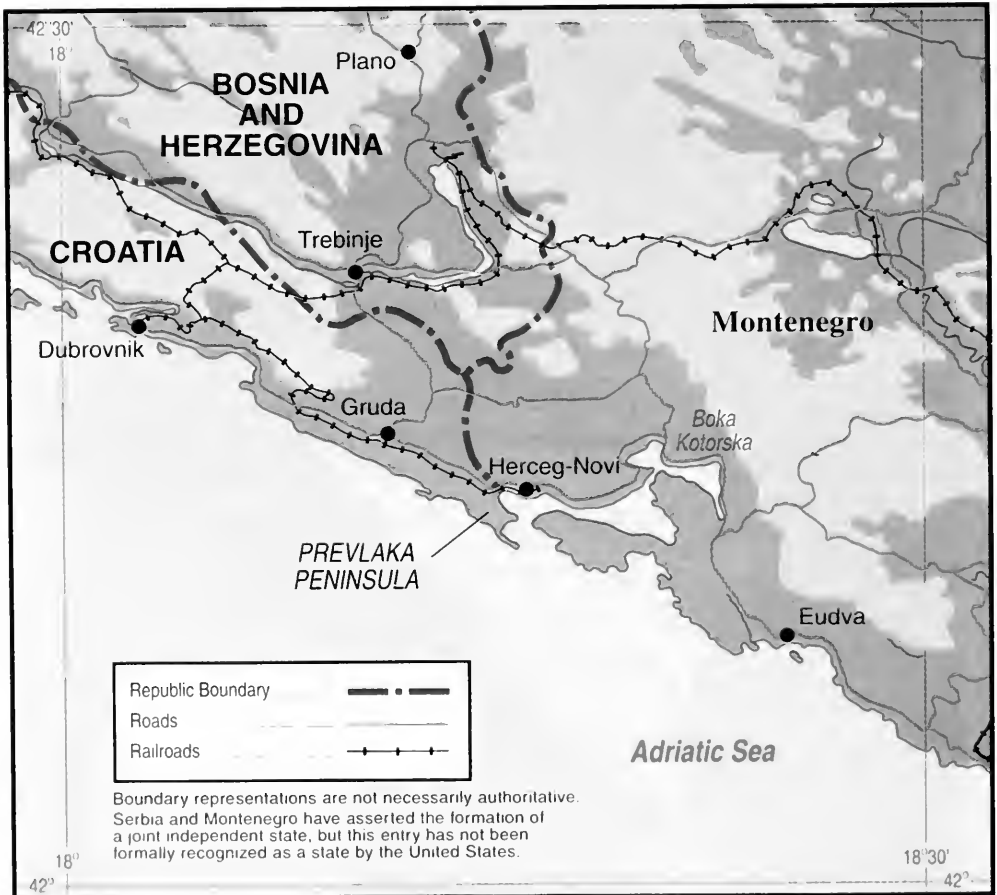 42°30'
18°
Plano
BOSNIA
AND
HERZEGOVINA
CROATIA
Trebinje
Montenegro
Dubrovnik
Gruda
Boka
Kotorska
Herceg-Novi
PREVLAKA
PENINSULA
Eudva
Republic Boundary
Roads
Railroads
Adriatic Sea
Boundary representations are not necessarily authoritative.
Serbia and Montenegro have asserted the formation of
a joint independent state, but this entry has not been
formally recognized as a state by the United States.
18°
18°30'
42°
42°